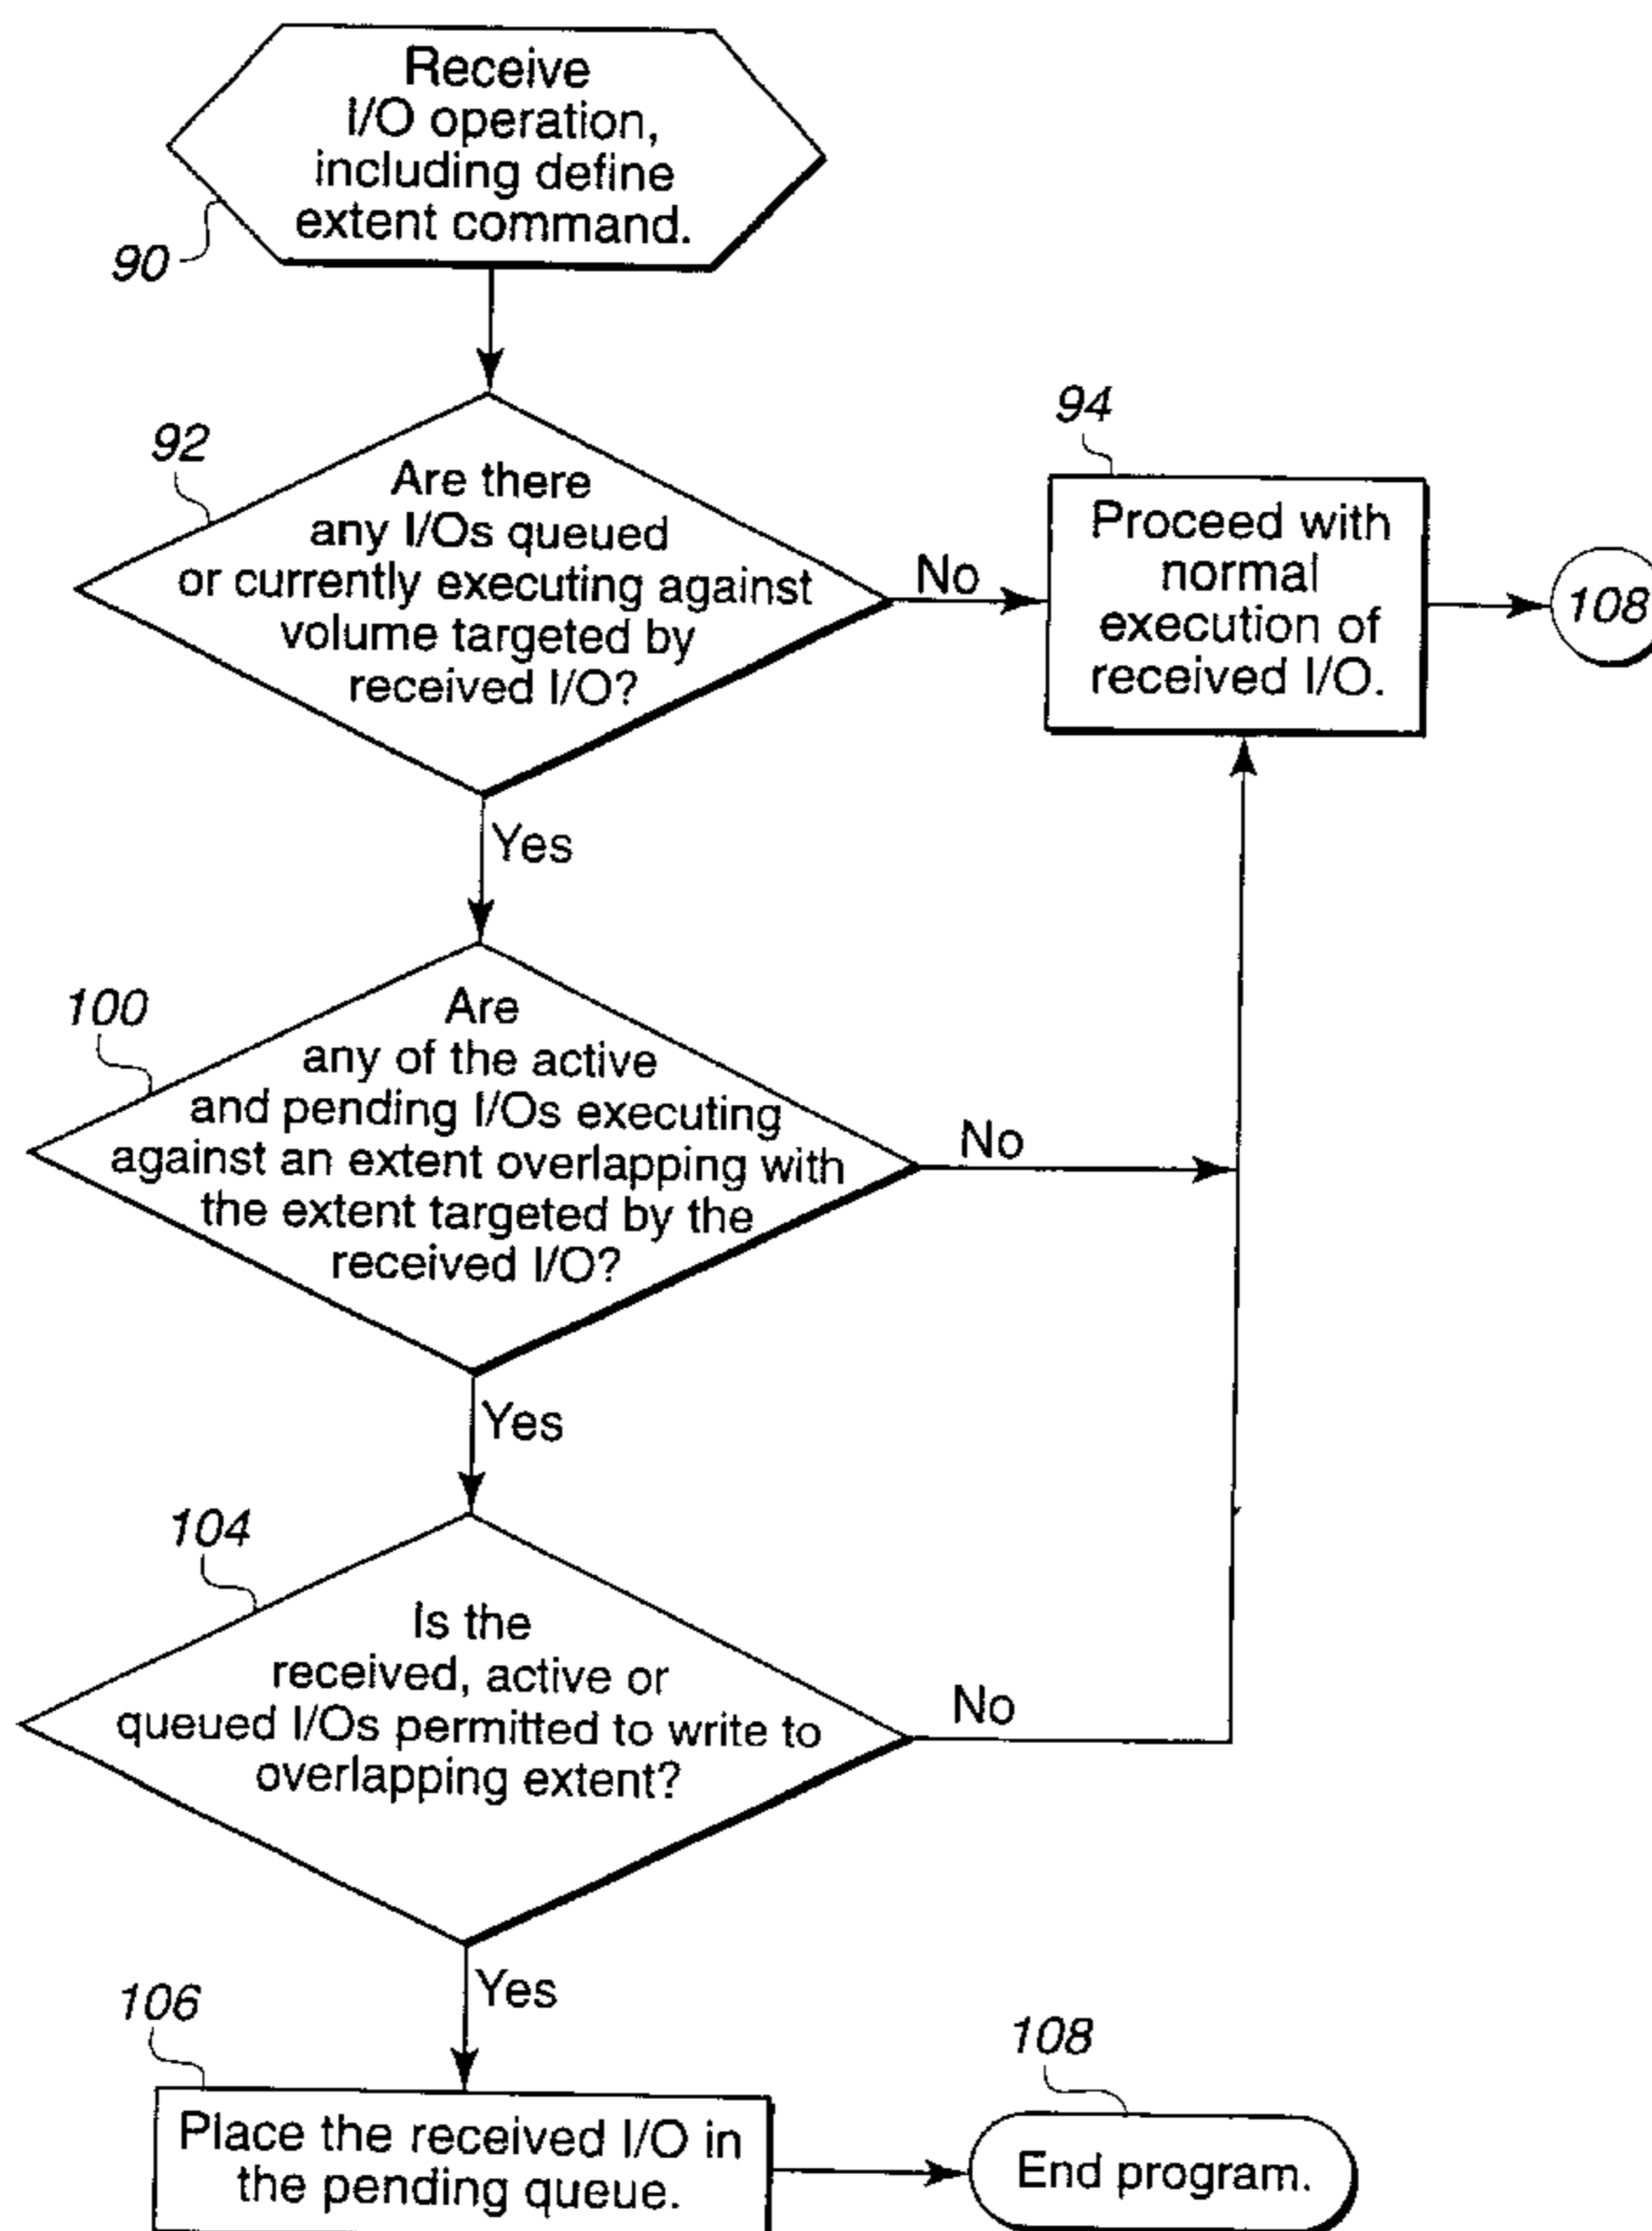 Receive
I/O operation,
including define
extent command.
90
92
Are there
any I/Os queued
or currently executing against
volume targeted by
received I/O?
No
94
Proceed with
normal
execution of
received I/O.
108
Yes
100
Are
any of the active
and pending I/Os executing
against an extent overlapping with
the extent targeted by the
received I/O?
No
Yes
104
Is the
received, active or
queued I/Os permitted to write to
overlapping extent?
No
Yes
106
Place the received I/O in
the pending queue.
108
End program.